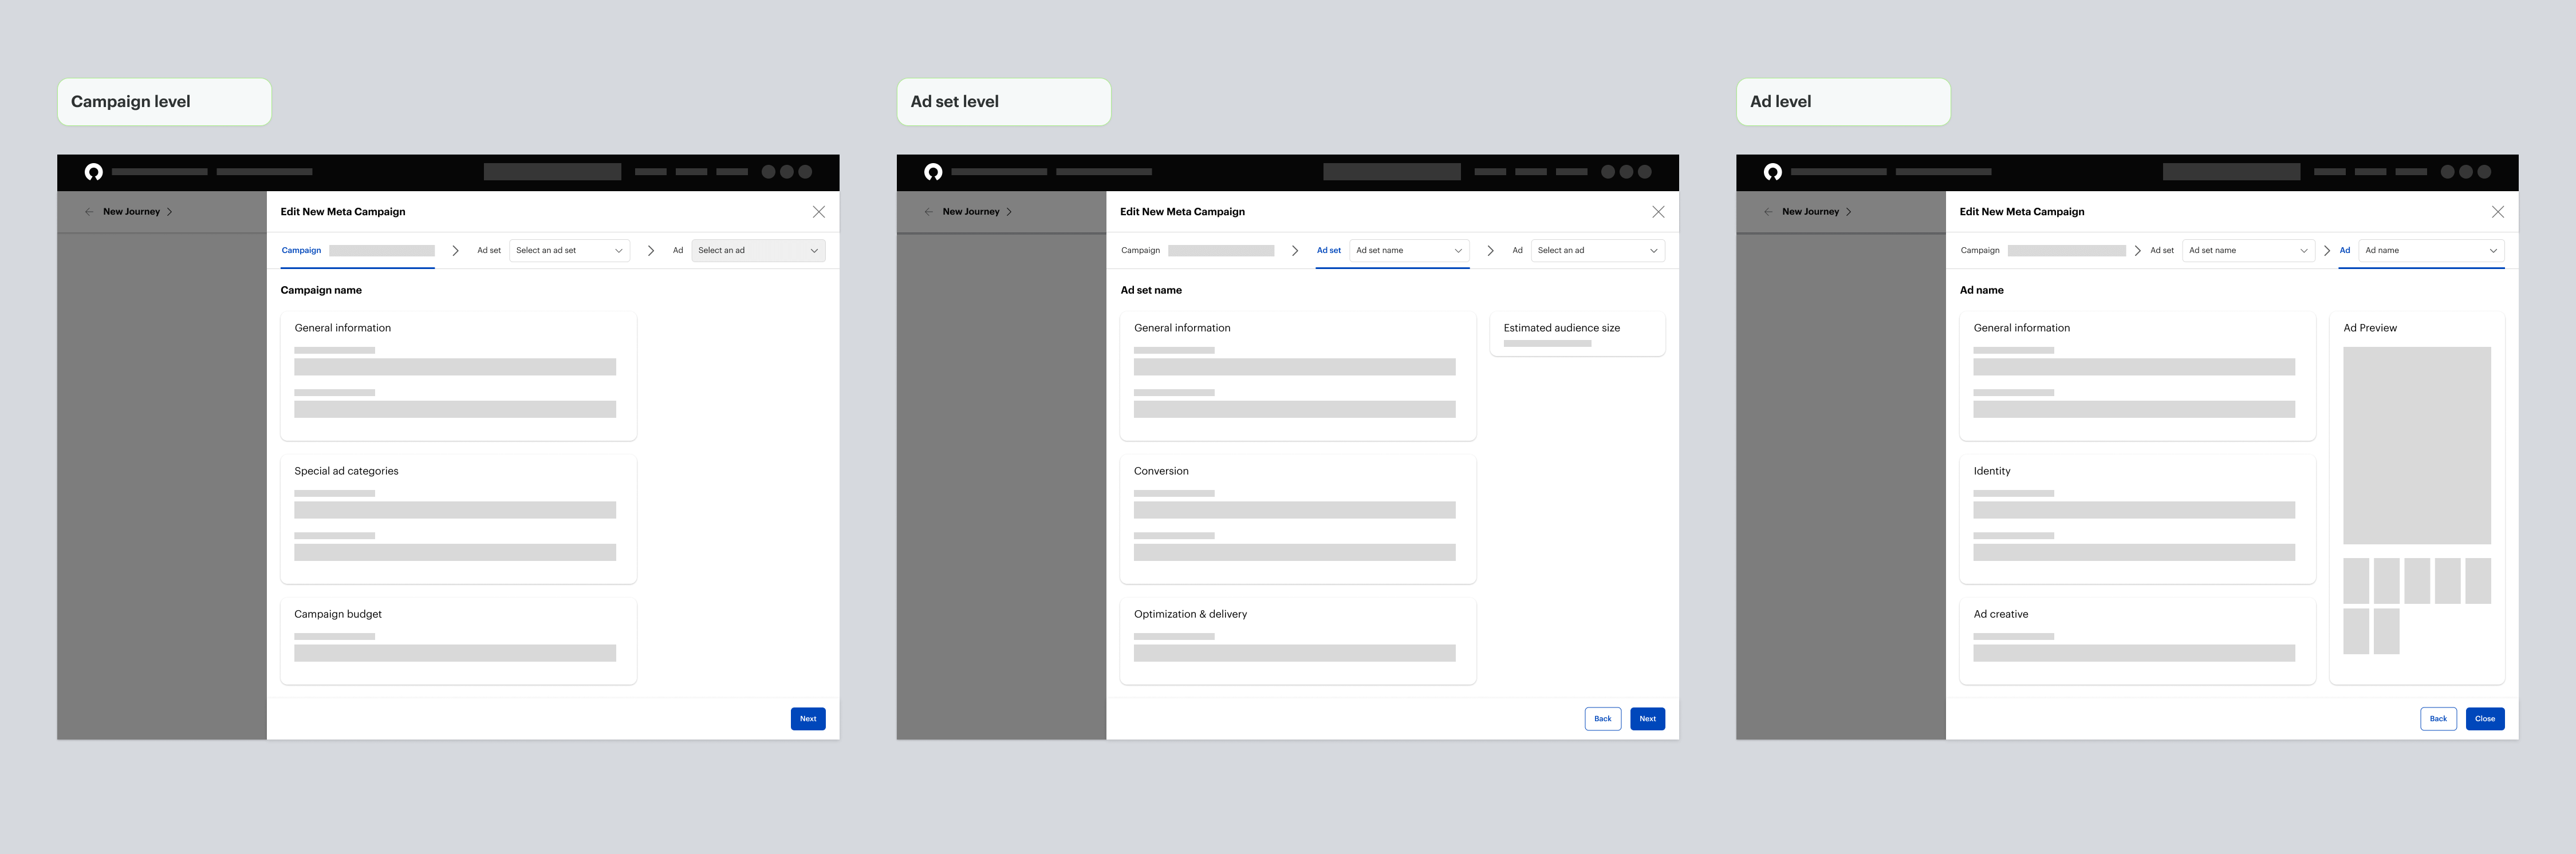 Campaign level
New Journey
Edit New Meta Campaign
Campaign Ad set Select an ad set Ad Select an ad
Campaign name
General information
Special ad categories
Campaign budget
Next
Ad set level
New Journey
Edit New Meta Campaign
Campaign Ad set Ad set name Ad Select an ad
Ad set name
General information
Estimated audience size
Conversion
Optimization & delivery
Back Next
Ad level
New Journey
Edit New Meta Campaign
Campaign Ad set Ad set name Ad Ad name
Ad name
General information
Ad Preview
Identity
Ad creative
Back Close